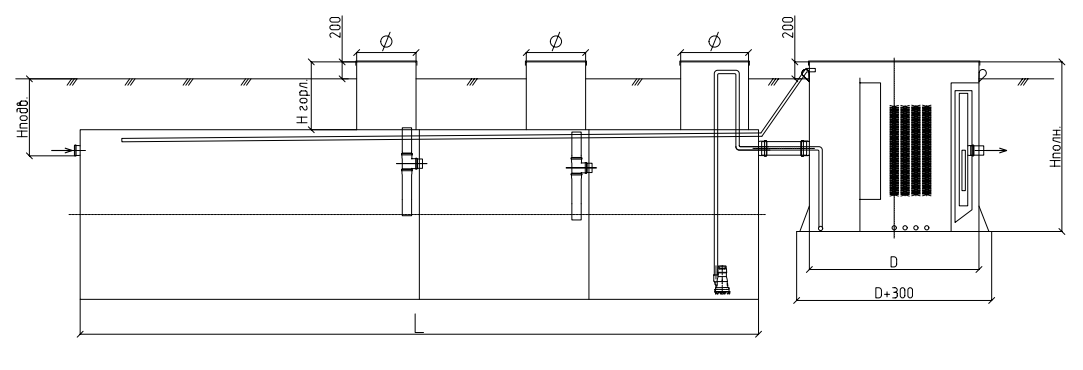 200
Ø
Ø
Ø
200
Нподв.
Н горл.
Нполн.
D
D+300
L